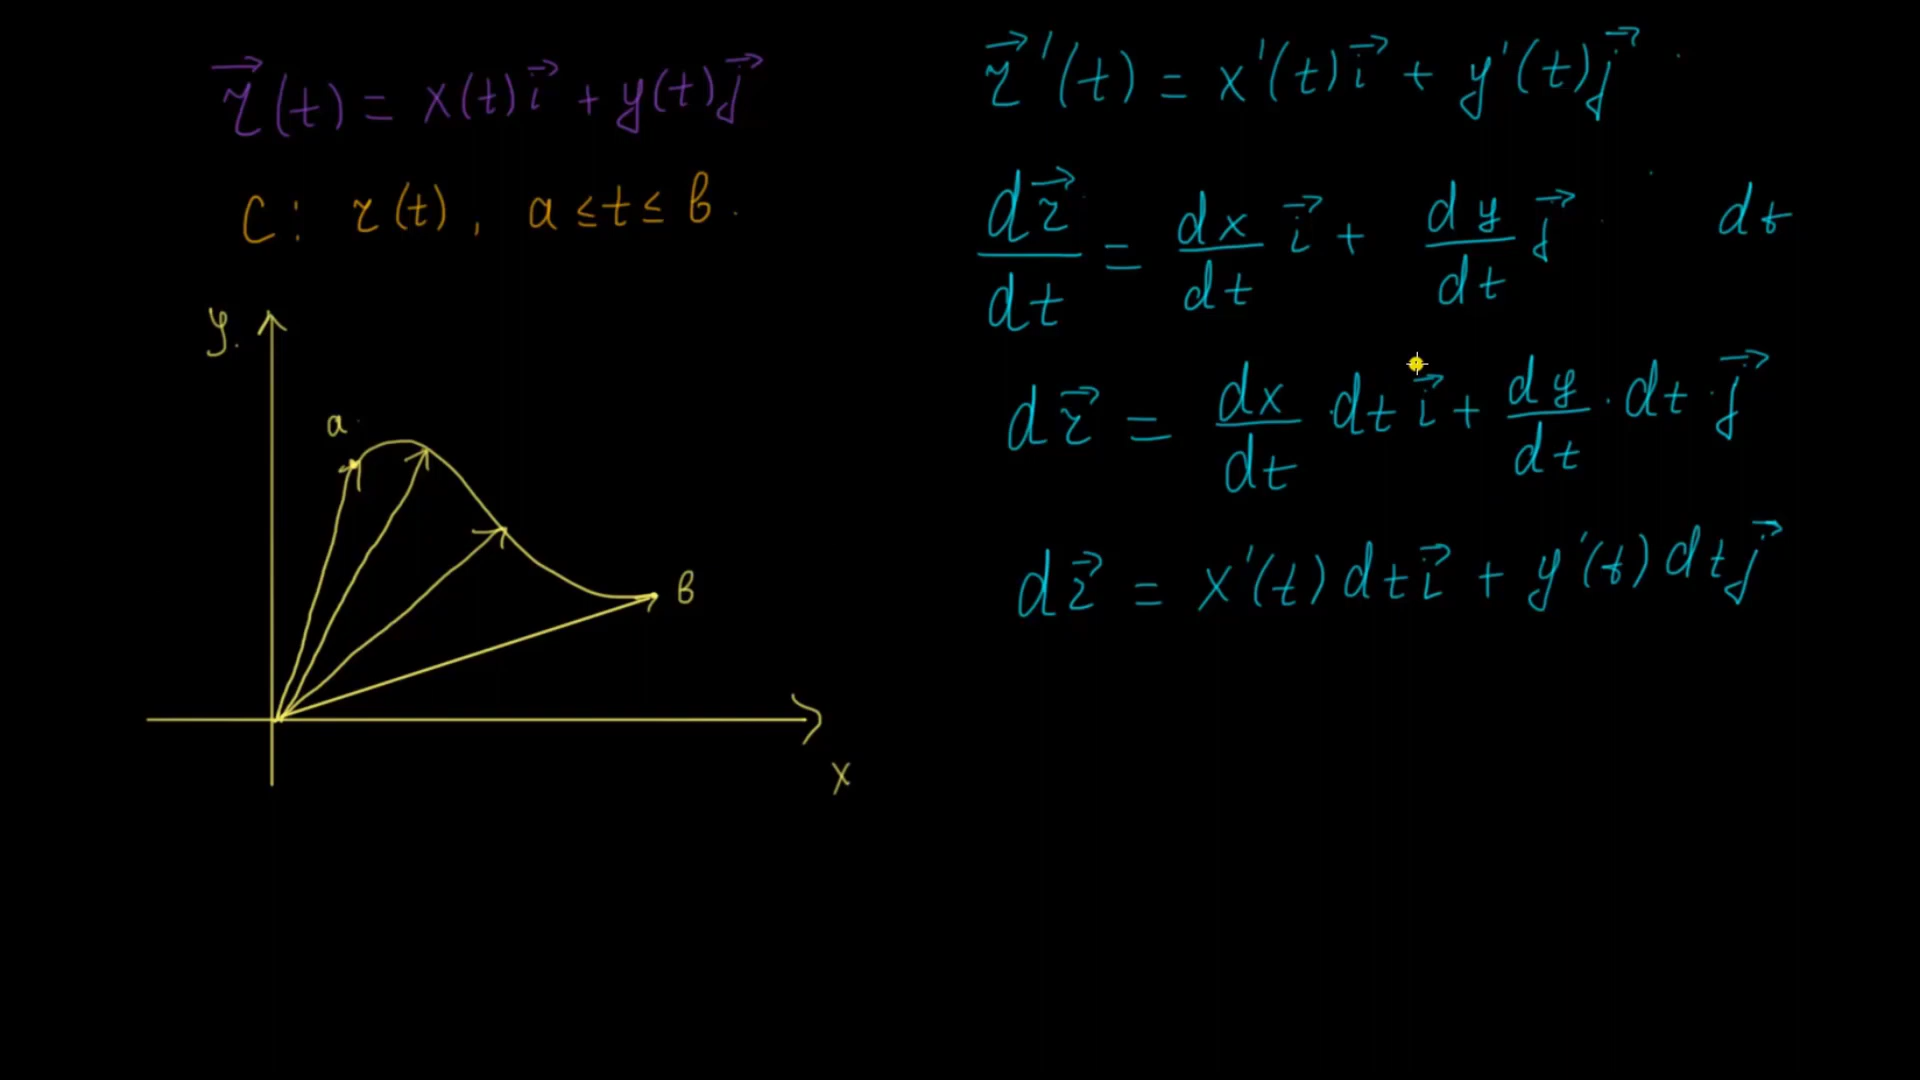 r⃗(t) = x(t)i⃗ + y(t)j⃗
C: r(t), a ≤ t ≤ b
y
a
b
x
r⃗'(t) = x'(t)i⃗ + y'(t)j⃗
dr⃗/dt = dx/dt i⃗ + dy/dt j⃗ dt
dr⃗ = dx/dt · dt i⃗ + dy/dt · dt j⃗
dr⃗ = x'(t) dt i⃗ + y'(t) dt j⃗